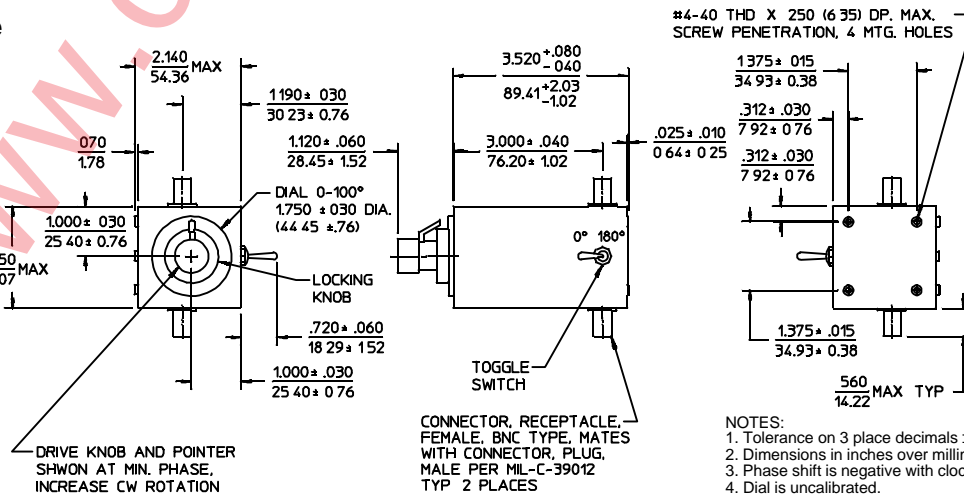 #4-40 THD X 250 (6 35) DP. MAX.
SCREW PENETRATION, 4 MTG. HOLES
2.140
54.36 MAX
1190± 030
30 23± 0.76
070
1.78
1.000± 030
25 40± 0.76
50
07 MAX
DIAL 0-100°
1.750 ±030 DIA.
(44 45 ±.76)
LOCKING
KNOB
.720± .060
18 29± 152
1.000± .030
25 40± 0 76
DRIVE KNOB AND POINTER
SHWON AT MIN. PHASE,
INCREASE CW ROTATION
3.520 +.080 - 040
89.41 +2.03 -1.02
1.120± .060
28.45± 1.52
3.000± .040
76.20± 1.02
.025± .010
0 64± 0 25
0° 180°
TOGGLE
SWITCH
CONNECTOR, RECEPTACLE,
FEMALE, BNC TYPE, MATES
WITH CONNECTOR, PLUG,
MALE PER MIL-C-39012
TYP 2 PLACES
1375± 015
34 93± 0.38
.312± .030
7 92± 0 76
.312± .030
7 92± 0 76
1.375± .015
34.93± 0.38
560
14.22 MAX TYP
NOTES:
1. Tolerance on 3 place decimals
2. Dimensions in inches over millin
3. Phase shift is negative with cloc
4. Dial is uncalibrated.